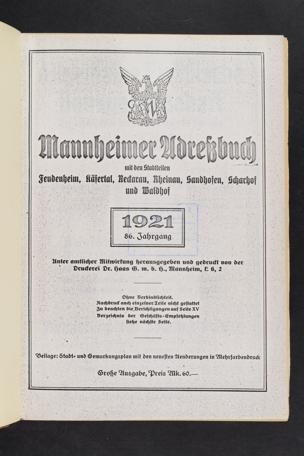 Mannheimer Adreßbuch
mit den Stadtteilen
Feudenheim, Käfertal, Neckarau, Rheinau, Sandhofen, Scharhof
und Waldhof
1921
86. Jahrgang
Unter amtlicher Mitwirkung herausgegeben und gedruckt von der
Druckerei Dr. Haas G. m. b. H., Mannheim, E 6, 2
Ohne Verbindlichkeit.
Nachdruck auch einzelner Teile nicht gestattet
Zu beachten die Berichtigungen auf Seite XV
Verzeichnis der Geschäfts-Empfehlungen
siehe nächste Seite.
Beilage: Stadt- und Gemarkungsplan mit den neuesten Aenderungen in Mehrfarbendruck
Große Ausgabe, Preis Mk. 60.—